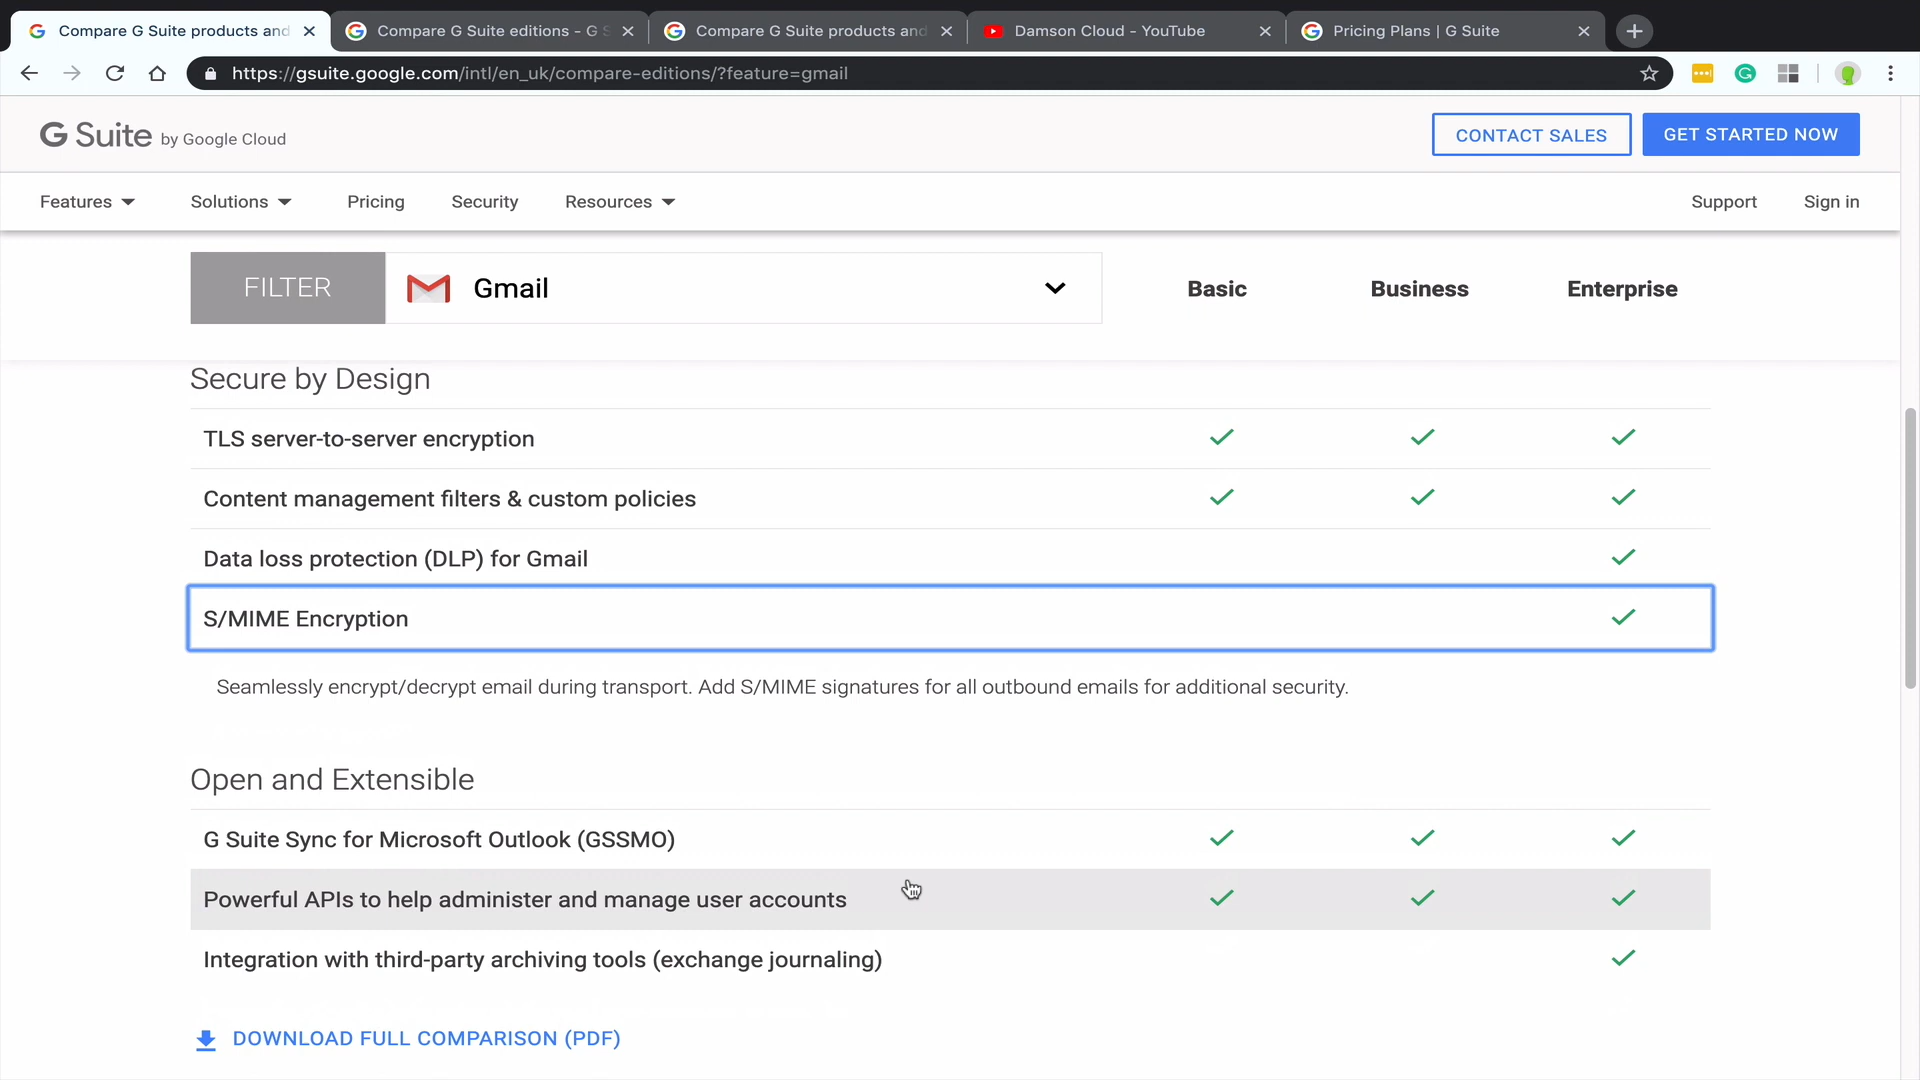 Compare G Suite products and
Compare G Suite editions - G S
Compare G Suite products and
Damson Cloud - YouTube
Pricing Plans | G Suite
https://gsuite.google.com/intl/en_uk/compare-editions/?feature=gmail
G Suite by Google Cloud
CONTACT SALES
GET STARTED NOW
Features
Solutions
Pricing
Security
Resources
Support
Sign in
FILTER
Gmail
Basic
Business
Enterprise
Secure by Design
TLS server-to-server encryption
Content management filters & custom policies
Data loss protection (DLP) for Gmail
S/MIME Encryption
Seamlessly encrypt/decrypt email during transport. Add S/MIME signatures for all outbound emails for additional security.
Open and Extensible
G Suite Sync for Microsoft Outlook (GSSMO)
Powerful APIs to help administer and manage user accounts
Integration with third-party archiving tools (exchange journaling)
DOWNLOAD FULL COMPARISON (PDF)